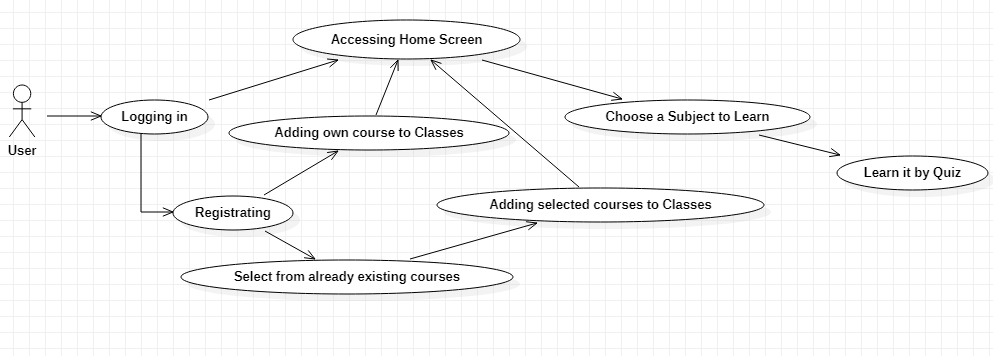 Accessing Home Screen
Logging in
Choose a Subject to Learn
Adding own course to Classes
User
Learn it by Quiz
Adding selected courses to Classes
Registrating
Select from already existing courses